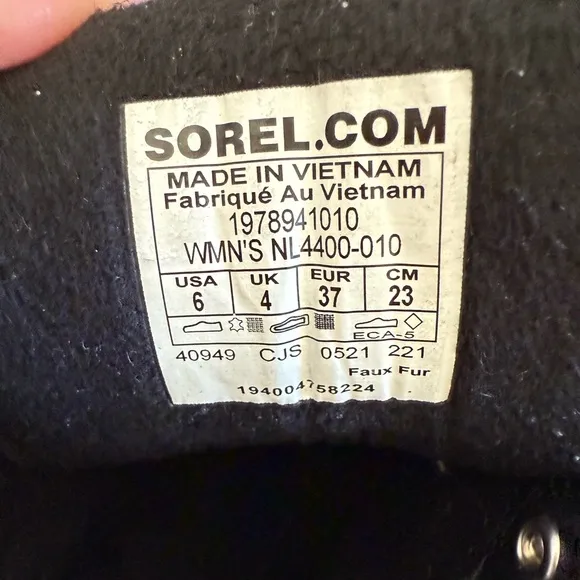 SOREL.COM
MADE IN VIETNAM
Fabriqué Au Vietnam
1978941010
WMN'S NL4400-010
USA UK EUR CM
6 4 37 23
ECA-5
40949 CJS 0521 221
Faux Fur
194004758224